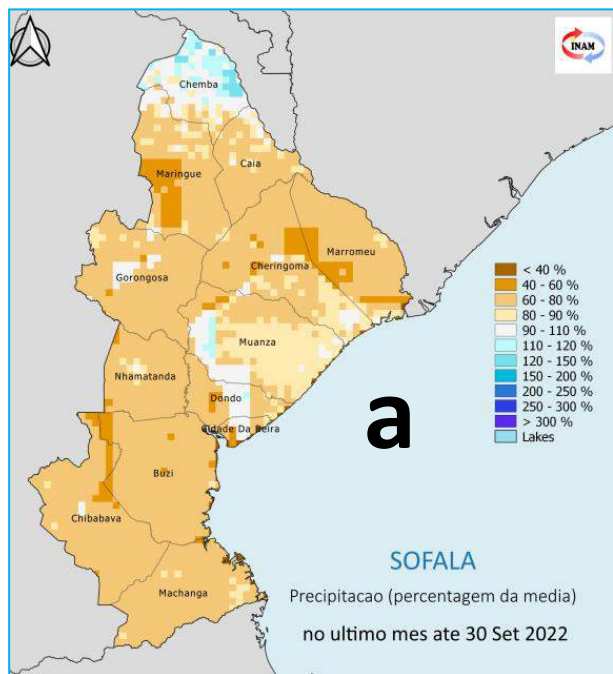 INAM
Chemba
Caia
Maringue
Marromeu
Cheringoma
Gorongosa
Muanza
Nhamatanda
Dondo
Cidade Da Beira
Buzi
Chibabava
Machanga
< 40 %
40 - 60 %
60 - 80 %
80 - 90 %
90 - 110 %
110 - 120 %
120 - 150 %
150 - 200 %
200 - 250 %
250 - 300 %
> 300 %
Lakes
a
SOFALA
Precipitacao (percentagem da media)
no ultimo mes ate 30 Set 2022